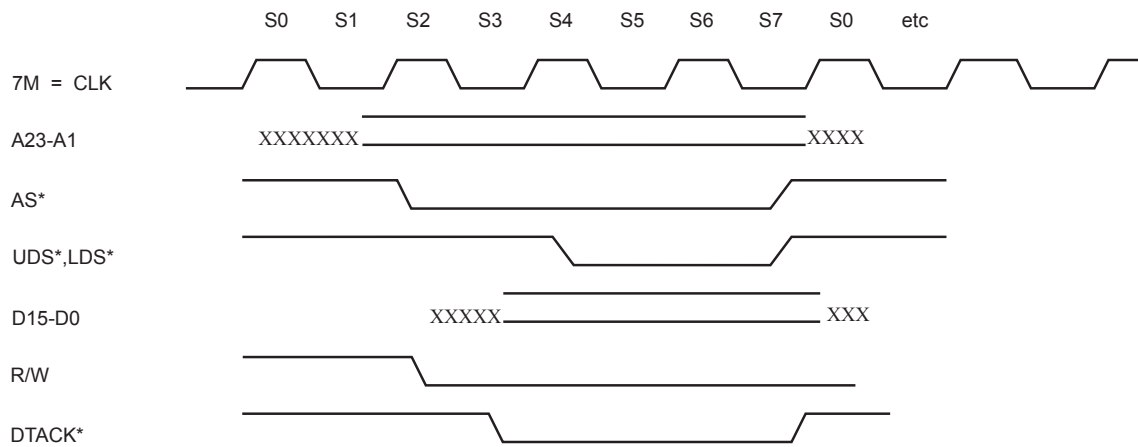 S0 S1 S2 S3 S4 S5 S6 S7 S0 etc
7M = CLK
A23-A1 XXXXXXX XXXX
AS*
UDS*,LDS*
D15-D0 XXXXX XXX
R/W
DTACK*